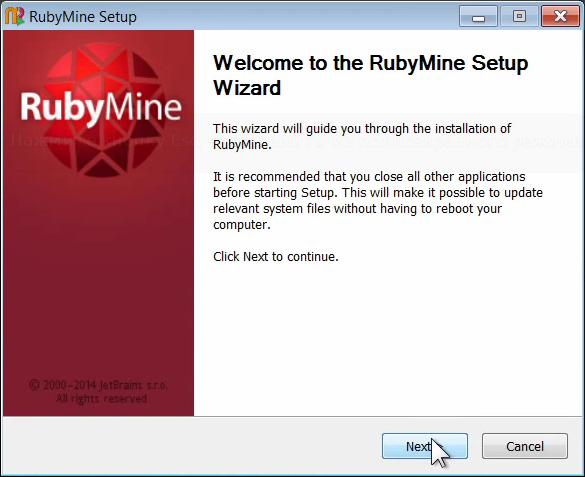 RubyMine Setup
RubyMine
Welcome to the RubyMine Setup
Wizard
This wizard will guide you through the installation of
RubyMine.
It is recommended that you close all other applications
before starting Setup. This will make it possible to update
relevant system files without having to reboot your
computer.
Click Next to continue.
© 2000-2014 JetBrains s.r.o.
All rights reserved
Next
Cancel